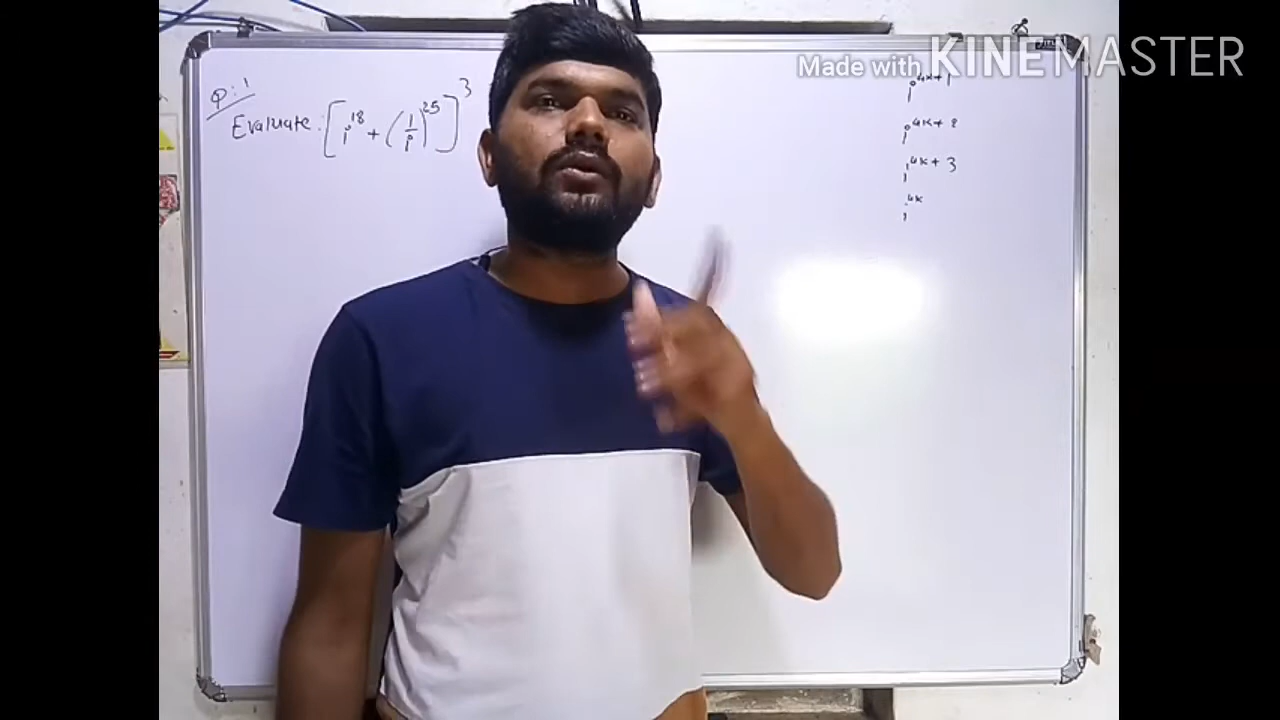 Q:1
Evaluate: [i^18 + (1/i)^25]^3
Made with KINEMASTER
i^4K+1
i^4K+2
i^4K+3
i^4K